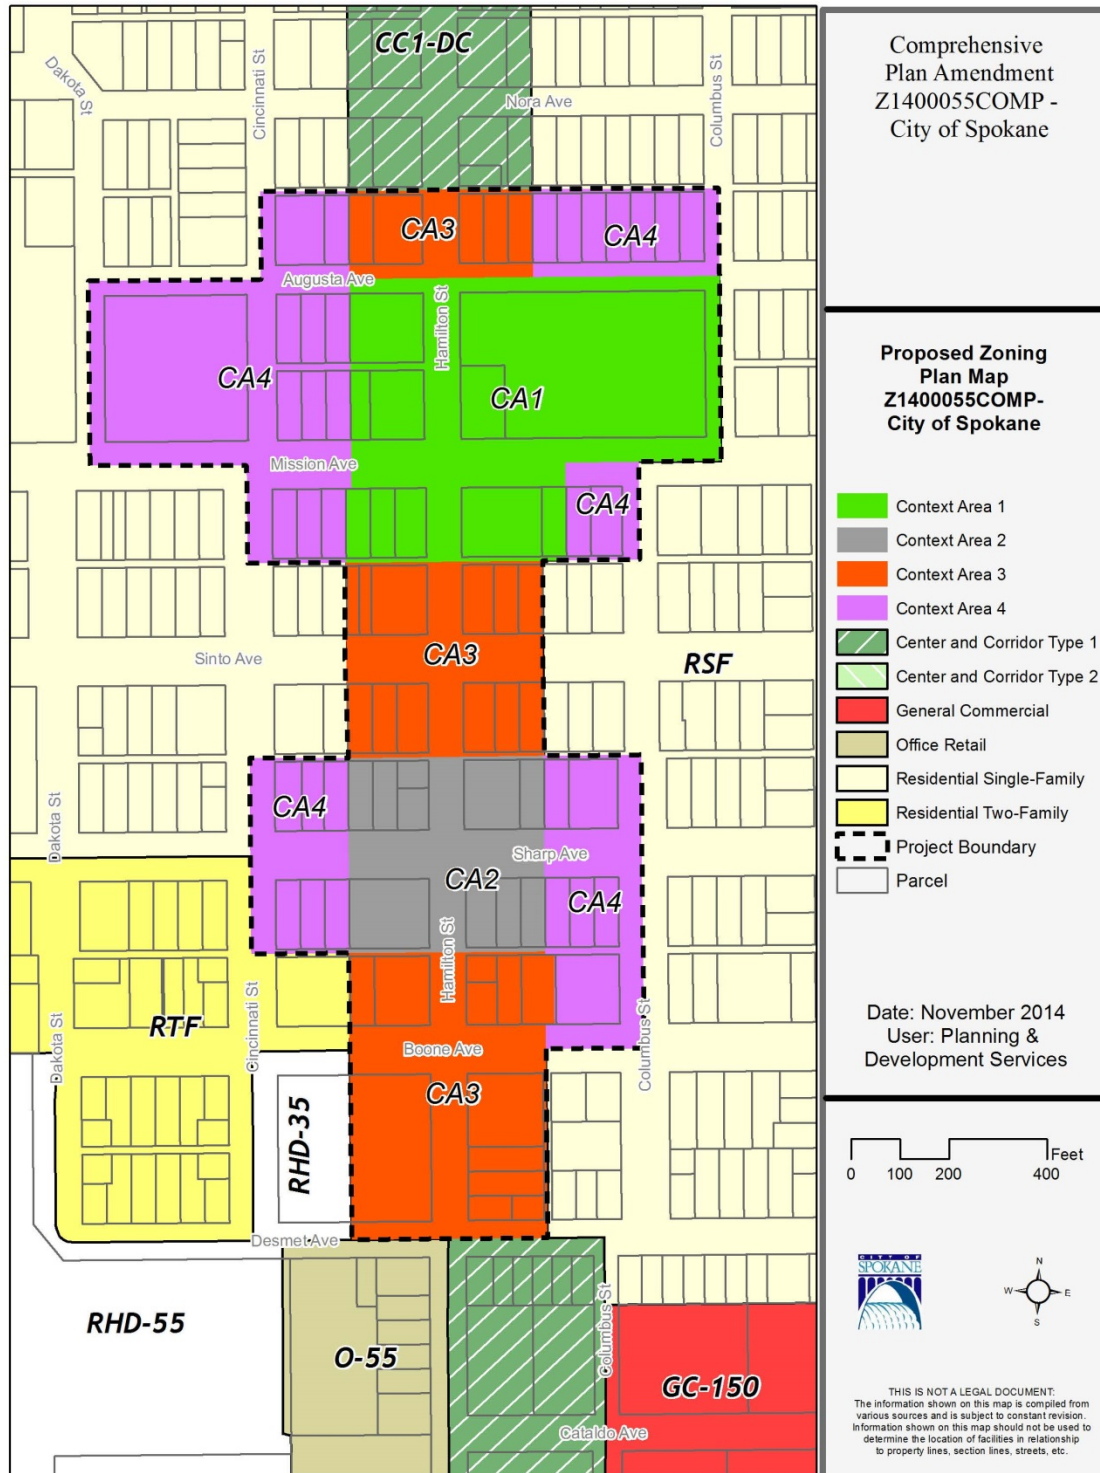 CC1-DC
Dakota St
Cincinnati St
Nora Ave
Columbus St
CA3
CA4
Augusta Ave
Hamilton St
CA4
CA1
Mission Ave
CA4
Sinto Ave
CA3
RSF
Dakota St
CA4
Sharp Ave
CA2
CA4
Hamilton St
RTF
Dakota St
Cincinnati St
Boone Ave
Columbus St
CA3
RHD-35
Desmet Ave
RHD-55
O-55
Columbus St
GC-150
Cataldo Ave
Comprehensive
Plan Amendment
Z1400055COMP -
City of Spokane
Proposed Zoning
Plan Map
Z1400055COMP-
City of Spokane
Context Area 1
Context Area 2
Context Area 3
Context Area 4
Center and Corridor Type 1
Center and Corridor Type 2
General Commercial
Office Retail
Residential Single-Family
Residential Two-Family
Project Boundary
Parcel
Date: November 2014
User: Planning &
Development Services
Feet
0 100 200 400
CITY OF
SPOKANE
N
W E
S
THIS IS NOT A LEGAL DOCUMENT:
The information shown on this map is compiled from
various sources and is subject to constant revision.
Information shown on this map should not be used to
determine the location of facilities in relationship
to property lines, section lines, streets, etc.